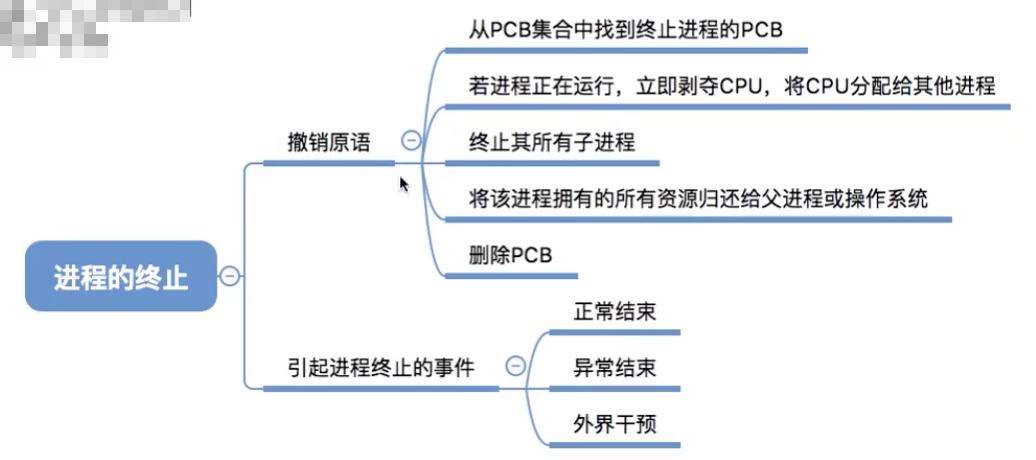 从PCB集合中找到终止进程的PCB
若进程正在运行，立即剥夺CPU，将CPU分配给其他进程
撤销原语
终止其所有子进程
将该进程拥有的所有资源归还给父进程或操作系统
删除PCB
进程的终止
正常结束
引起进程终止的事件
异常结束
外界干预